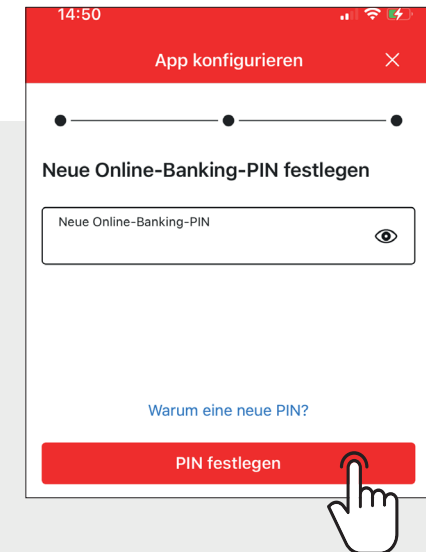 14:50
App konfigurieren
Neue Online-Banking-PIN festlegen
Neue Online-Banking-PIN
Warum eine neue PIN?
PIN festlegen